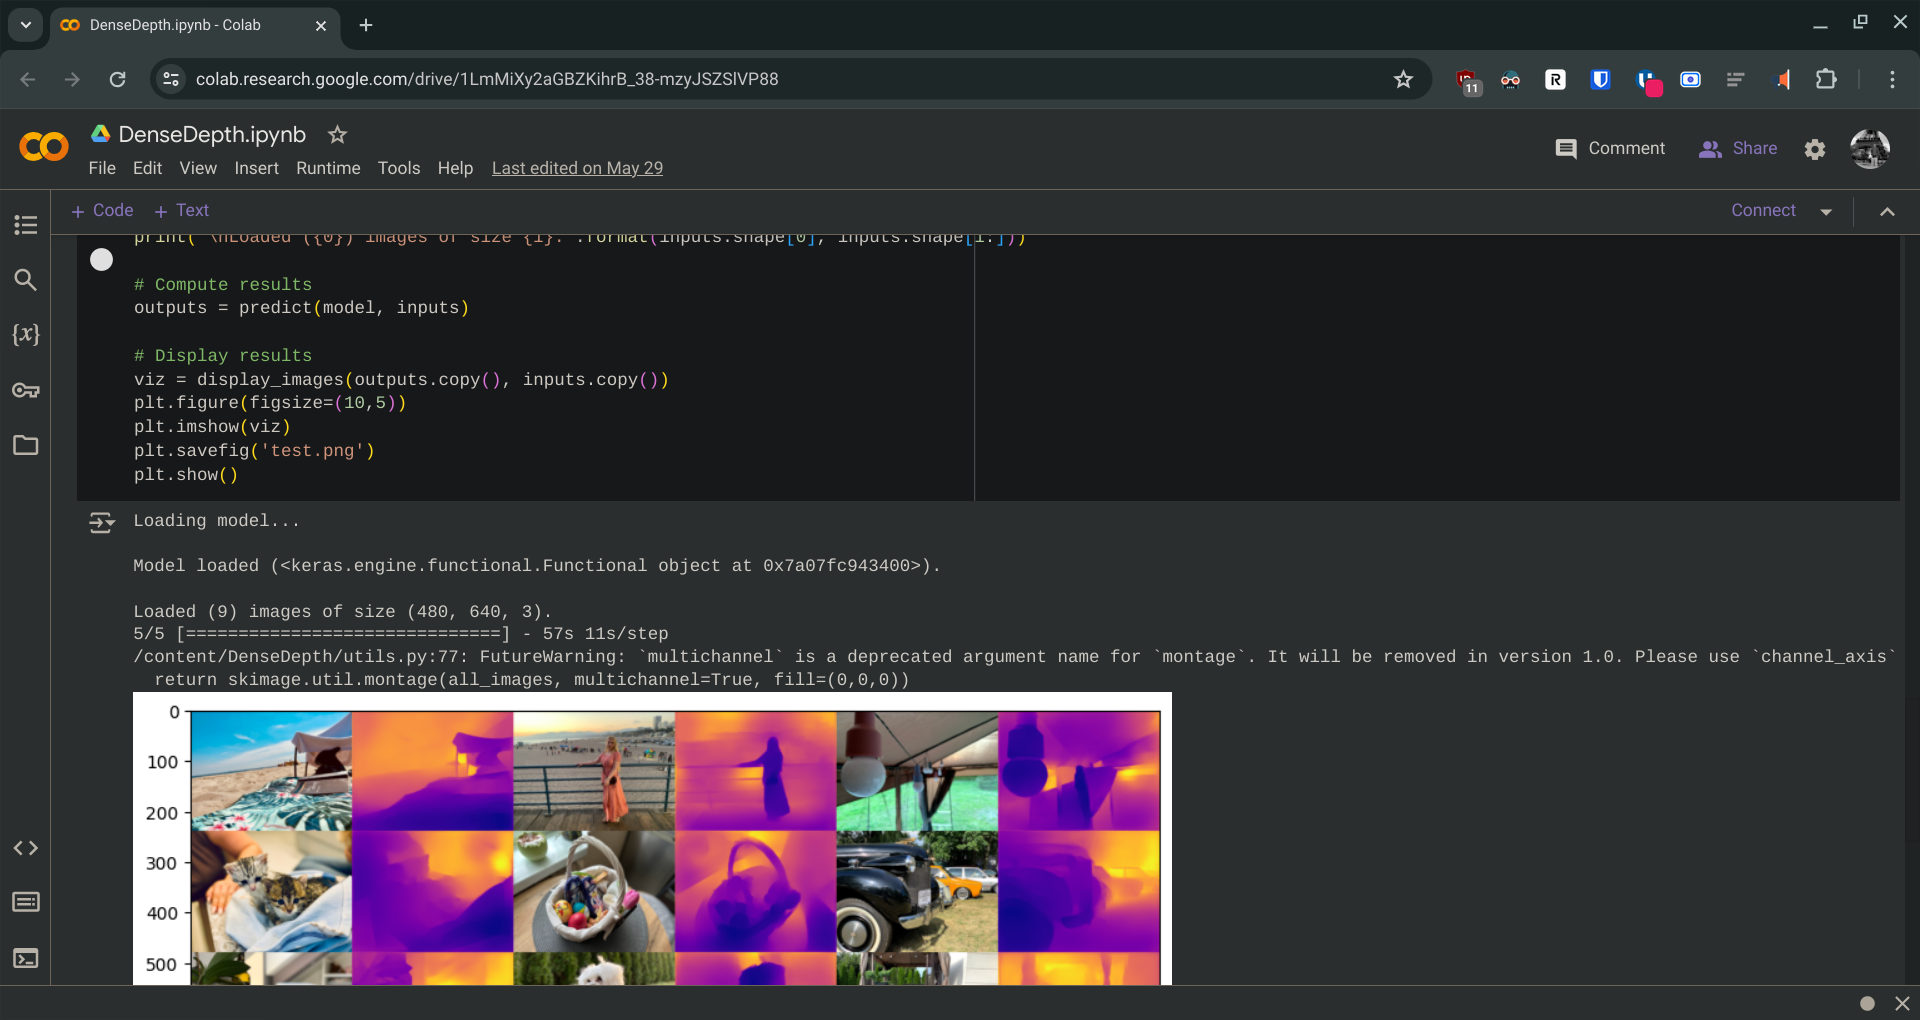 DenseDepth.ipynb - Colab
colab.research.google.com/drive/1LmMiXy2aGBZKihrB_38-mzyJSZSlVP88
11
DenseDepth.ipynb
Comment
Share
File Edit View Insert Runtime Tools Help Last edited on May 29
+ Code + Text
Connect
print("\nLoaded ({0}) images of size {1}.".format(inputs.shape[0], inputs.shape[1:]))
# Compute results
outputs = predict(model, inputs)
# Display results
viz = display_images(outputs.copy(), inputs.copy())
plt.figure(figsize=(10,5))
plt.imshow(viz)
plt.savefig('test.png')
plt.show()
Loading model...
Model loaded (<keras.engine.functional.Functional object at 0x7a07fc943400>).
Loaded (9) images of size (480, 640, 3).
5/5 [==============================] - 57s 11s/step
/content/DenseDepth/utils.py:77: FutureWarning: `multichannel` is a deprecated argument name for `montage`. It will be removed in version 1.0. Please use `channel_axis`
return skimage.util.montage(all_images, multichannel=True, fill=(0,0,0))
0
100
200
300
400
500